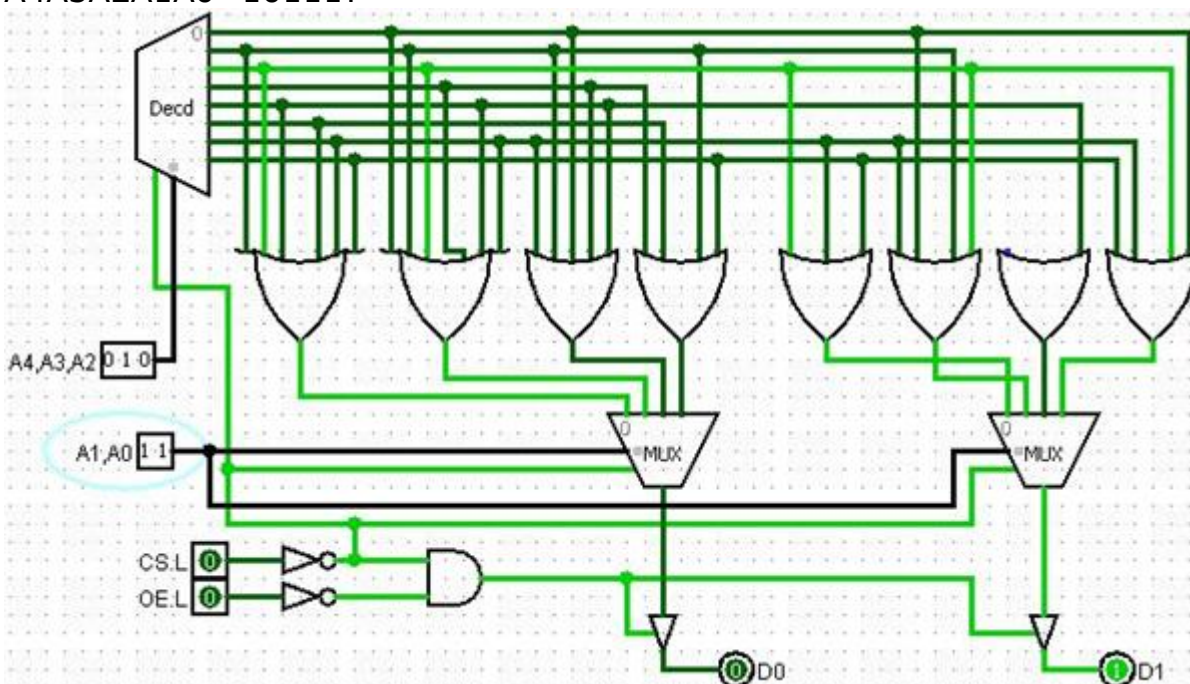 0
Decd
A4,A3,A2 0 1 0
A1,A0 1 1
0
MUX
0
MUX
CS.L 0
OE.L 0
0 D0
1 D1